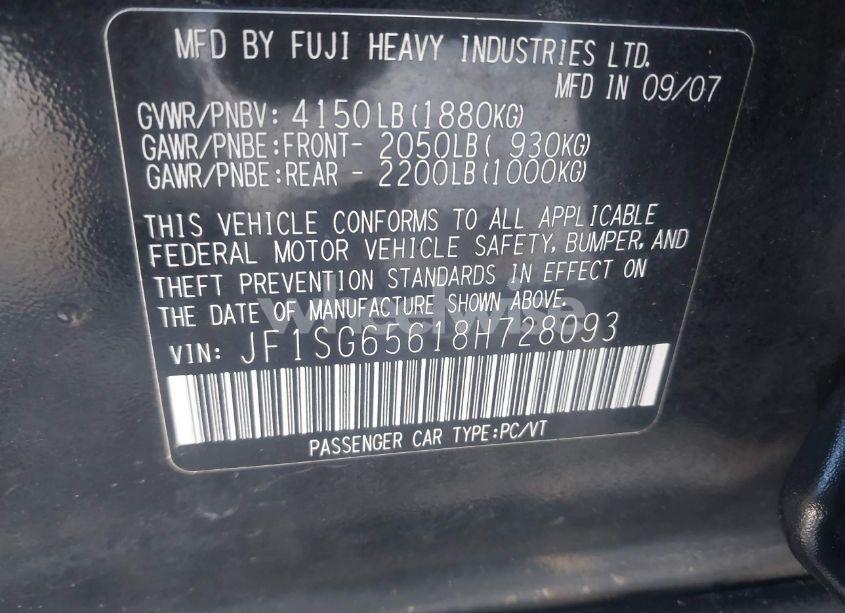 MFD BY FUJI HEAVY INDUSTRIES LTD.
MFD IN 09/07
GVWR/PNBV: 4150LB(1880KG)
GAWR/PNBE:FRONT- 2050LB( 930KG)
GAWR/PNBE:REAR - 2200LB(1000KG)
THIS VEHICLE CONFORMS TO ALL APPLICABLE
FEDERAL MOTOR VEHICLE SAFETY, BUMPER, AND
THEFT PREVENTION STANDARDS IN EFFECT ON
THE DATE OF MANUFACTURE SHOWN ABOVE.
wheelwise
VIN: JF1SG65618H728093
PASSENGER CAR TYPE:PC/VT